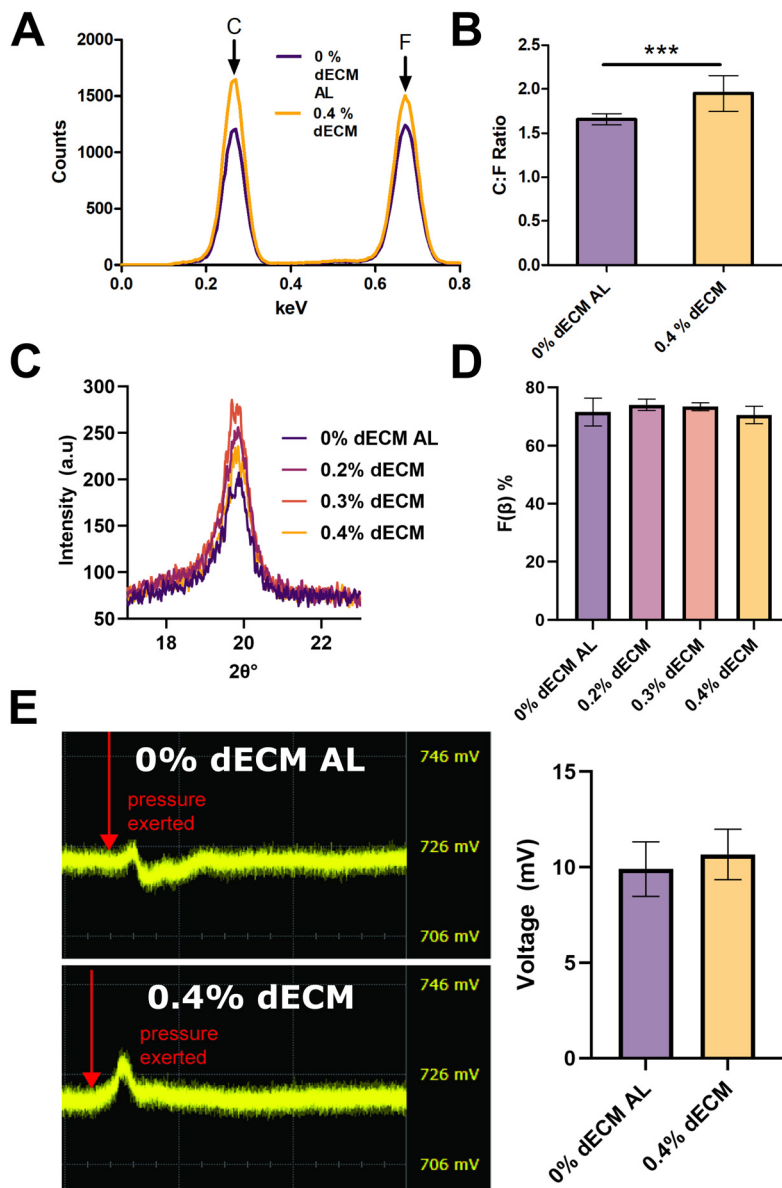 A
C
F
0 %
dECM
AL
0.4 %
dECM
2000
1500
1000
500
0
Counts
0.0
0.2
0.4
0.6
0.8
keV
B
***
2.5
2.0
1.5
1.0
0.5
0.0
C:F Ratio
0% dECM AL
0.4 % dECM
C
300
250
200
150
100
50
Intensity (a.u)
0% dECM AL
0.2% dECM
0.3% dECM
0.4% dECM
18
20
22
2θ°
D
80
60
40
20
0
F(β) %
0% dECM AL
0.2% dECM
0.3% dECM
0.4% dECM
E
0% dECM AL
pressure
exerted
746 mV
726 mV
706 mV
0.4% dECM
pressure
exerted
746 mV
726 mV
706 mV
15
10
5
0
Voltage (mV)
0% dECM AL
0.4% dECM